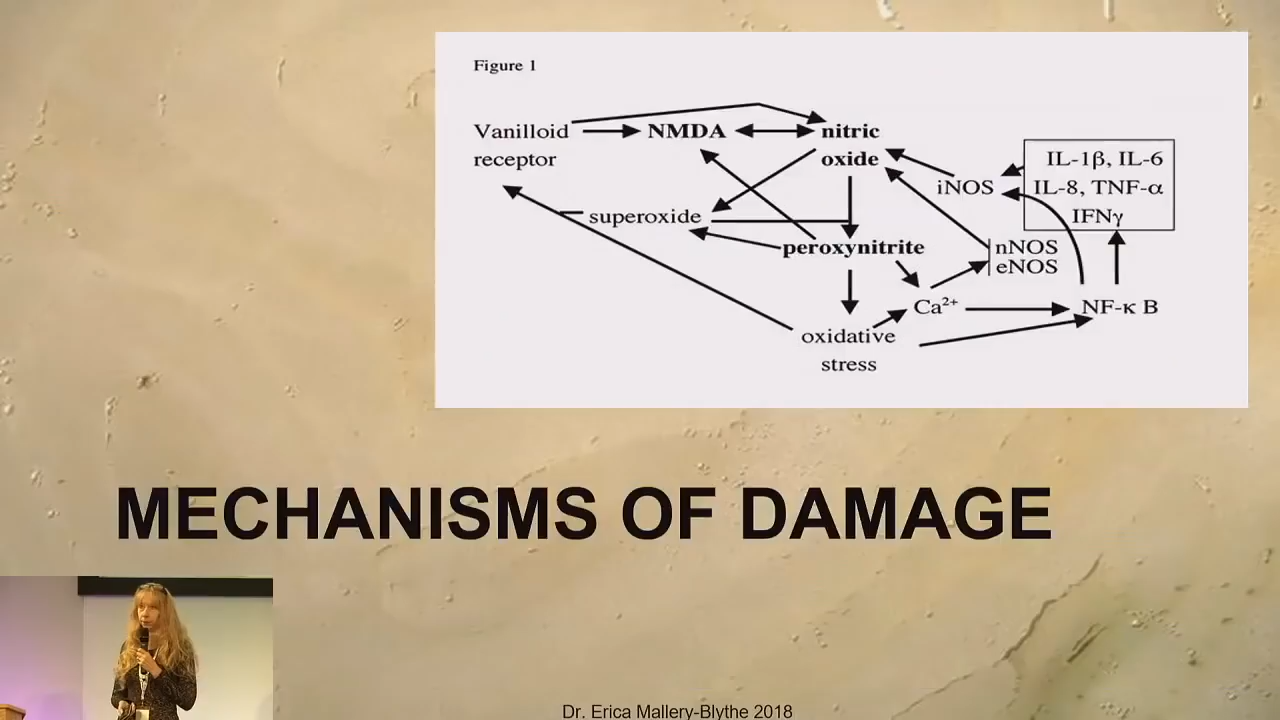 Figure 1
Vanilloid
receptor
NMDA
nitric
oxide
iNOS
IL-1β, IL-6
IL-8, TNF-α
IFNγ
superoxide
peroxynitrite
nNOS
eNOS
Ca²⁺
NF-κ B
oxidative
stress
MECHANISMS OF DAMAGE
Dr. Erica Mallery-Blythe 2018